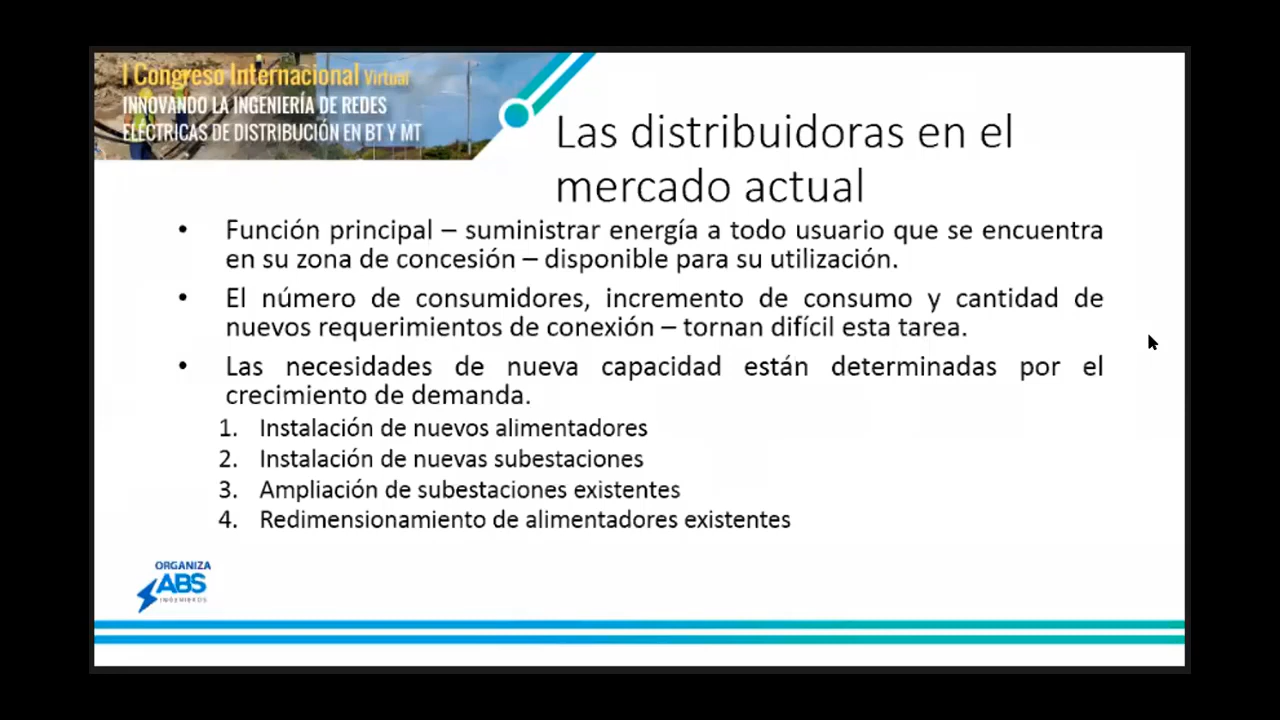 I Congreso Internacional Virtual
INNOVANDO LA INGENIERÍA DE REDES
ELÉCTRICAS DE DISTRIBUCIÓN EN BT Y MT
Las distribuidoras en el
mercado actual
• Función principal – suministrar energía a todo usuario que se encuentra
en su zona de concesión – disponible para su utilización.
• El número de consumidores, incremento de consumo y cantidad de
nuevos requerimientos de conexión – tornan difícil esta tarea.
• Las necesidades de nueva capacidad están determinadas por el
crecimiento de demanda.
1. Instalación de nuevos alimentadores
2. Instalación de nuevas subestaciones
3. Ampliación de subestaciones existentes
4. Redimensionamiento de alimentadores existentes
ORGANIZA
ABS
INGENIEROS